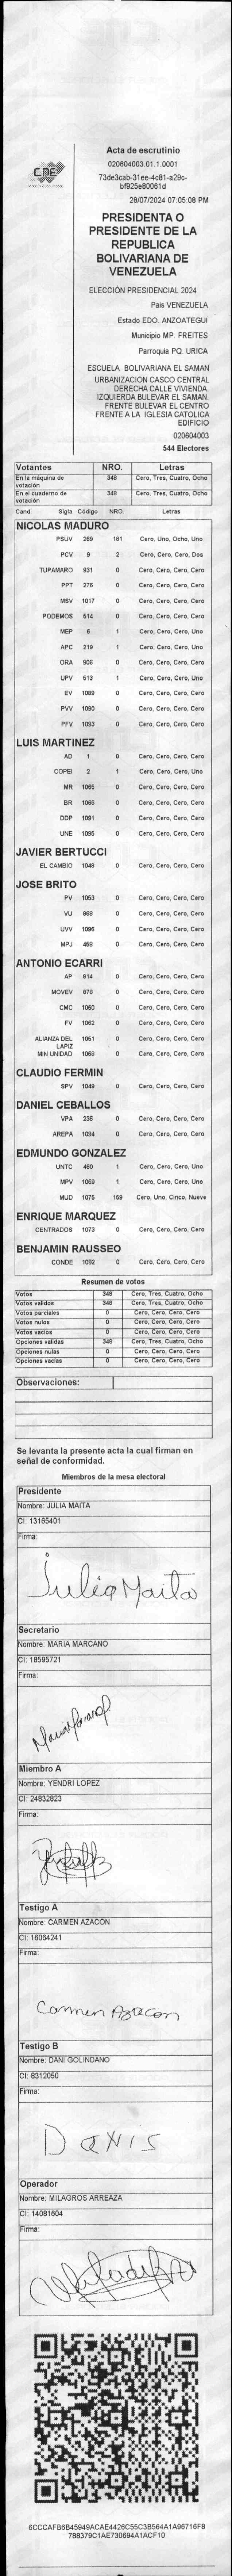 CNE
Acta de escrutinio
020604003.01.1.0001
73de3cab-31ee-4c81-a29c-
bf925e80081d
28/07/2024 07:05:08 PM
PRESIDENTA O
PRESIDENTE DE LA
REPUBLICA
BOLIVARIANA DE
VENEZUELA
ELECCIÓN PRESIDENCIAL 2024
Pais VENEZUELA
Estado EDO. ANZOATEGUI
Municipio MP. FREITES
Parroquia PQ. URICA
ESCUELA BOLIVARIANA EL SAMAN
URBANIZACION CASCO CENTRAL
DERECHA CALLE VIVIENDA.
IZQUIERDA BULEVAR EL SAMAN.
FRENTE BULEVAR EL CENTRO
FRENTE A LA IGLESIA CATOLICA
EDIFICIO
020604003
544 Electores
Votantes NRO. Letras
En la máquina de votación 348 Cero, Tres, Cuatro, Ocho
En el cuaderno de votación 348 Cero, Tres, Cuatro, Ocho
Cand. Sigla Código NRO. Letras
NICOLAS MADURO
PSUV 269 181 Cero, Uno, Ocho, Uno
PCV 9 2 Cero, Cero, Cero, Dos
TUPAMARO 931 0 Cero, Cero, Cero, Cero
PPT 276 0 Cero, Cero, Cero, Cero
MSV 1017 0 Cero, Cero, Cero, Cero
PODEMOS 514 0 Cero, Cero, Cero, Cero
MEP 6 1 Cero, Cero, Cero, Uno
APC 219 1 Cero, Cero, Cero, Uno
ORA 906 0 Cero, Cero, Cero, Cero
UPV 513 1 Cero, Cero, Cero, Uno
EV 1089 0 Cero, Cero, Cero, Cero
PVV 1090 0 Cero, Cero, Cero, Cero
PFV 1093 0 Cero, Cero, Cero, Cero
LUIS MARTINEZ
AD 1 0 Cero, Cero, Cero, Cero
COPEI 2 1 Cero, Cero, Cero, Uno
MR 1065 0 Cero, Cero, Cero, Cero
BR 1066 0 Cero, Cero, Cero, Cero
DDP 1091 0 Cero, Cero, Cero, Cero
UNE 1095 0 Cero, Cero, Cero, Cero
JAVIER BERTUCCI
EL CAMBIO 1049 0 Cero, Cero, Cero, Cero
JOSE BRITO
PV 1053 0 Cero, Cero, Cero, Cero
VU 868 0 Cero, Cero, Cero, Cero
UVV 1096 0 Cero, Cero, Cero, Cero
MPJ 459 0 Cero, Cero, Cero, Cero
ANTONIO ECARRI
AP 814 0 Cero, Cero, Cero, Cero
MOVEV 878 0 Cero, Cero, Cero, Cero
CMC 1050 0 Cero, Cero, Cero, Cero
FV 1062 0 Cero, Cero, Cero, Cero
ALIANZA DEL LAPIZ 1051 0 Cero, Cero, Cero, Cero
MIN UNIDAD 1069 0 Cero, Cero, Cero, Cero
CLAUDIO FERMIN
SPV 1049 0 Cero, Cero, Cero, Cero
DANIEL CEBALLOS
VPA 236 0 Cero, Cero, Cero, Cero
AREPA 1094 0 Cero, Cero, Cero, Cero
EDMUNDO GONZALEZ
UNTC 460 1 Cero, Cero, Cero, Uno
MPV 1069 1 Cero, Cero, Cero, Uno
MUD 1075 159 Cero, Uno, Cinco, Nueve
ENRIQUE MARQUEZ
CENTRADOS 1073 0 Cero, Cero, Cero, Cero
BENJAMIN RAUSSEO
CONDE 1092 0 Cero, Cero, Cero, Cero
Resumen de votos
Votos 348 Cero, Tres, Cuatro, Ocho
Votos validos 348 Cero, Tres, Cuatro, Ocho
Votos parciales 0 Cero, Cero, Cero, Cero
Votos nulos 0 Cero, Cero, Cero, Cero
Votos vacios 0 Cero, Cero, Cero, Cero
Opciones validas 348 Cero, Tres, Cuatro, Ocho
Opciones nulas 0 Cero, Cero, Cero, Cero
Opciones vacias 0 Cero, Cero, Cero, Cero
Observaciones:
Se levanta la presente acta la cual firman en
señal de conformidad.
Miembros de la mesa electoral
Presidente
Nombre: JULIA MAITA
CI: 13165401
Firma:
Julia Maita
Secretario
Nombre: MARIA MARCANO
CI: 18595721
Firma:
Miembro A
Nombre: YENDRI LOPEZ
CI: 24832823
Firma:
Testigo A
Nombre: CARMEN AZACON
CI: 16064241
Firma:
Carmen Azacon
Testigo B
Nombre: DANI GOLINDANO
CI: 8312050
Firma:
DANIS
Operador
Nombre: MILAGROS ARREAZA
CI: 14081604
Firma:
6CCCAFB6B45949ACAE4426C55C3B564A1A96716F8
788379C1AE730694A1ACF10